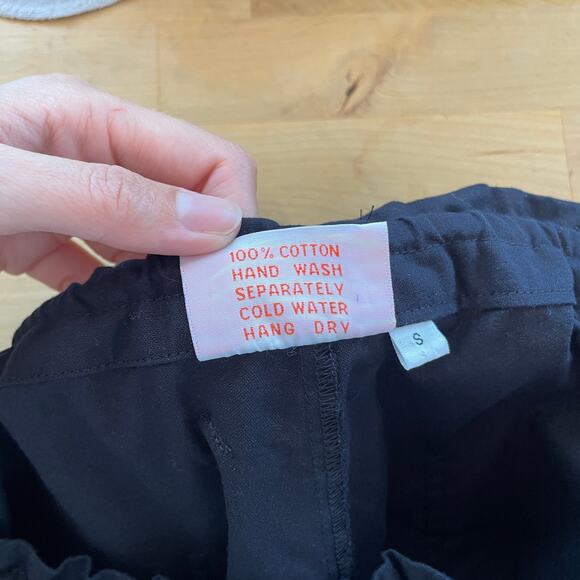 100% COTTON
HAND WASH
SEPARATELY
COLD WATER
HANG DRY
S